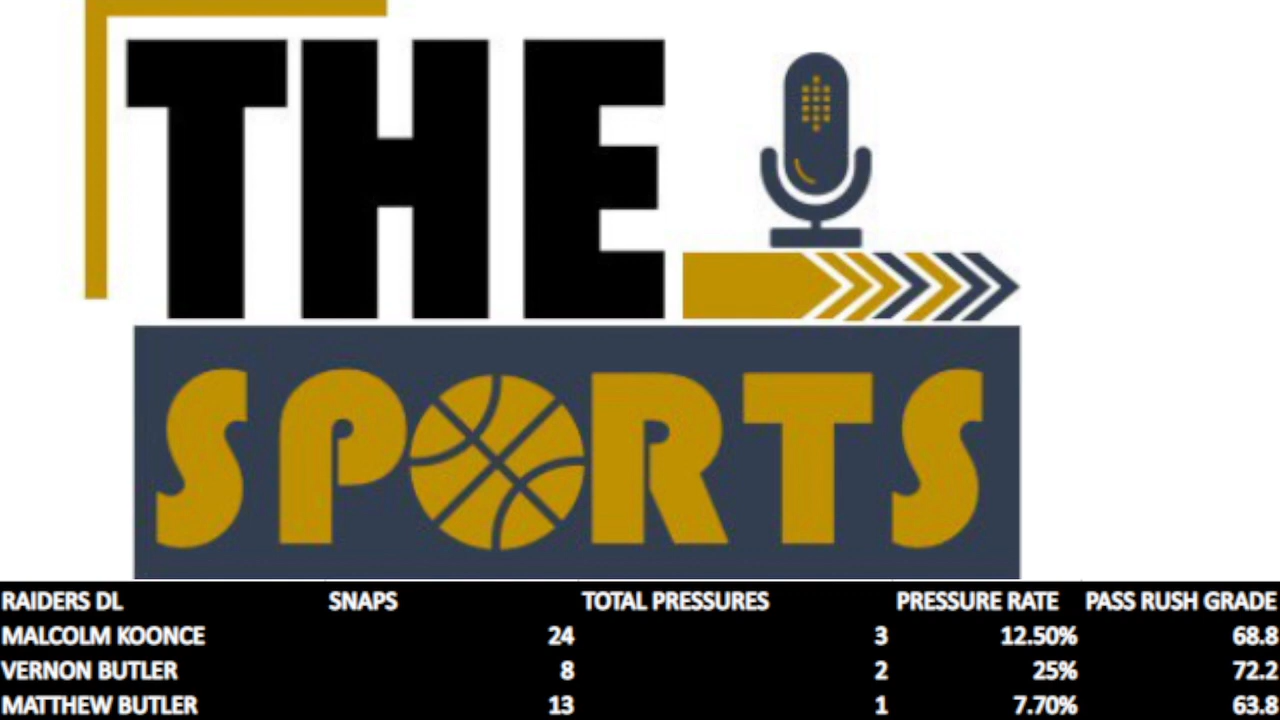 THE
SPORTS
RAIDERS DL SNAPS TOTAL PRESSURES PRESSURE RATE PASS RUSH GRADE
MALCOLM KOONCE 24 3 12.50% 68.8
VERNON BUTLER 8 2 25% 72.2
MATTHEW BUTLER 13 1 7.70% 63.8